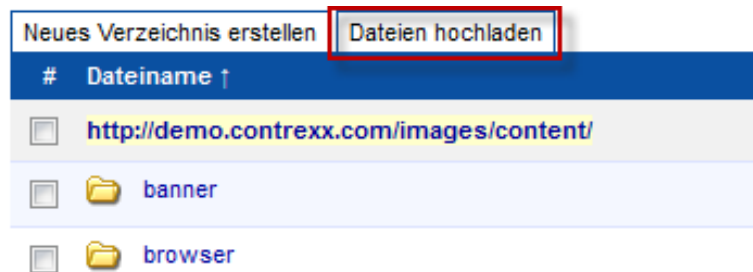 Neues Verzeichnis erstellen Dateien hochladen
# Dateiname ↑
http://demo.contrexx.com/images/content/
banner
browser